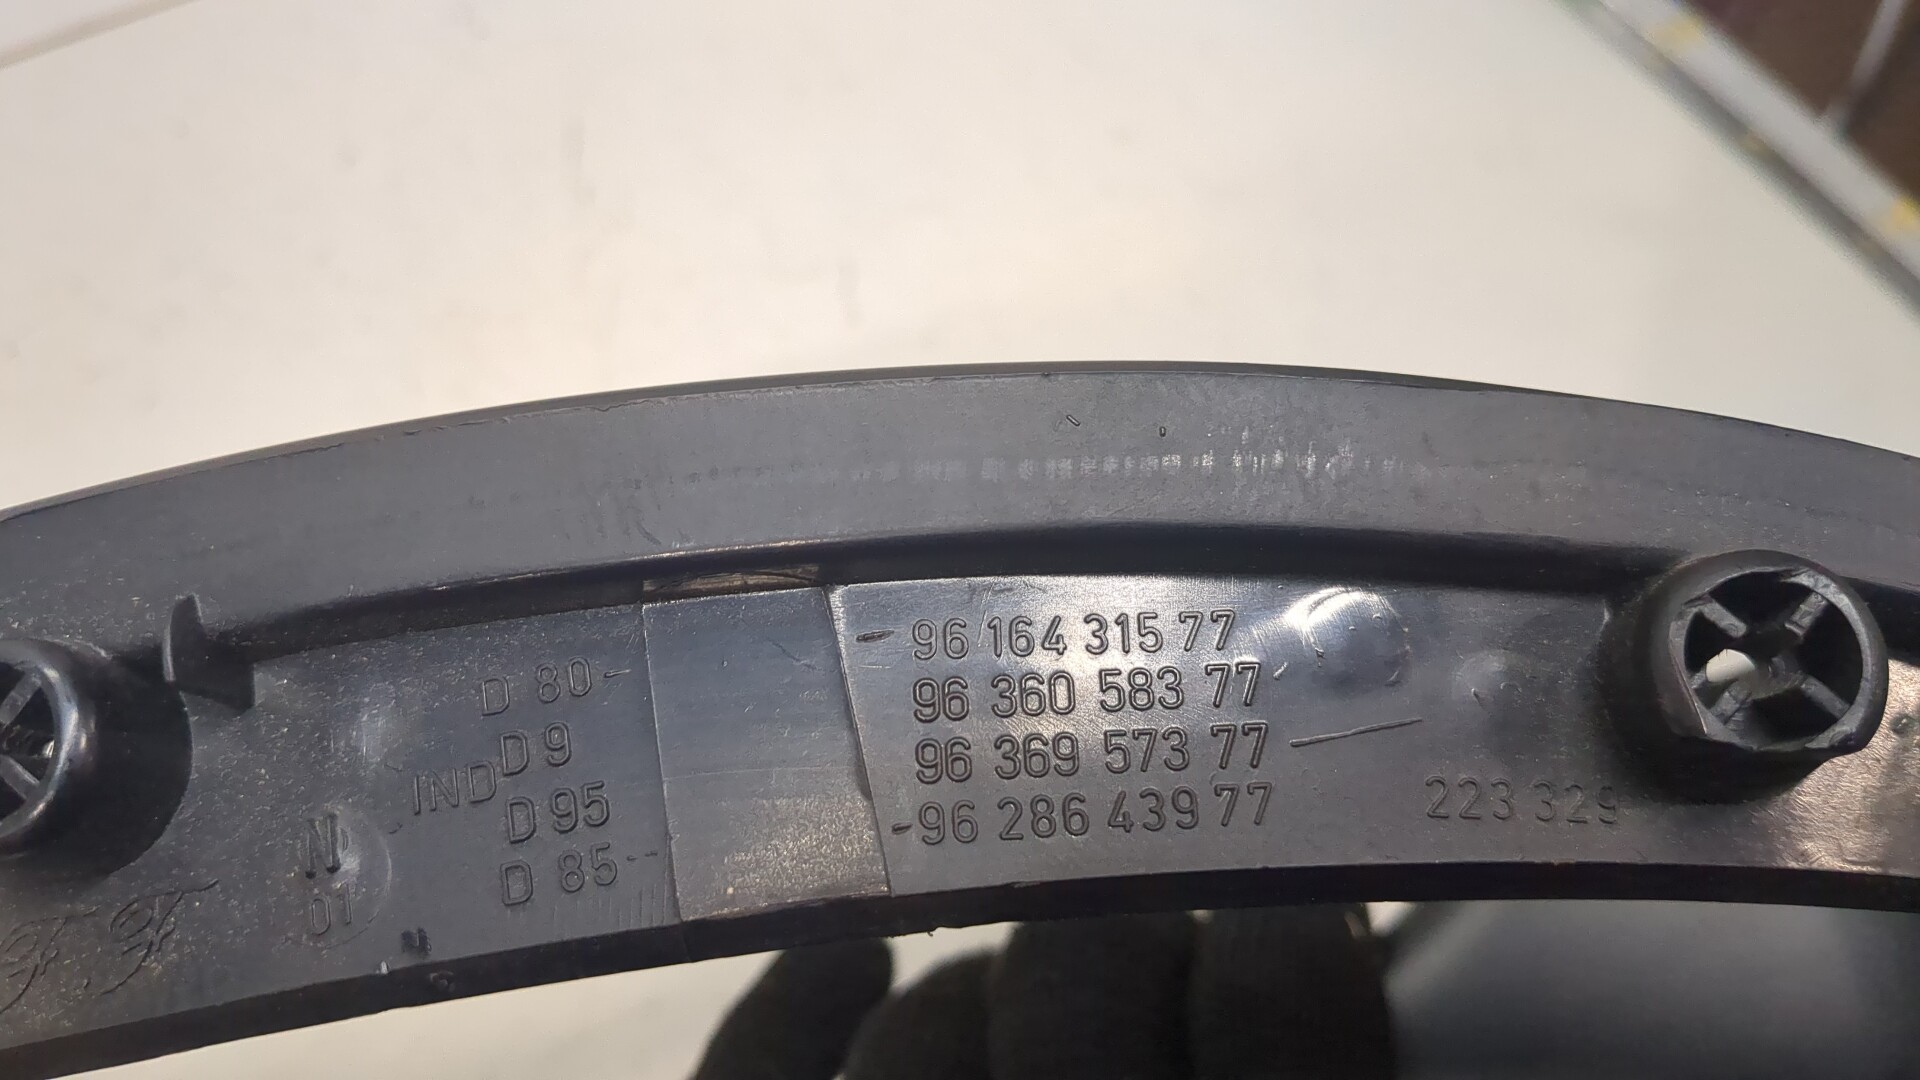 D 80- - 96 164 315 77
D 9 96 360 583 77
IND
D 95 96 369 573 77 -
D 85-- -96 286 439 77
223 329
N
01